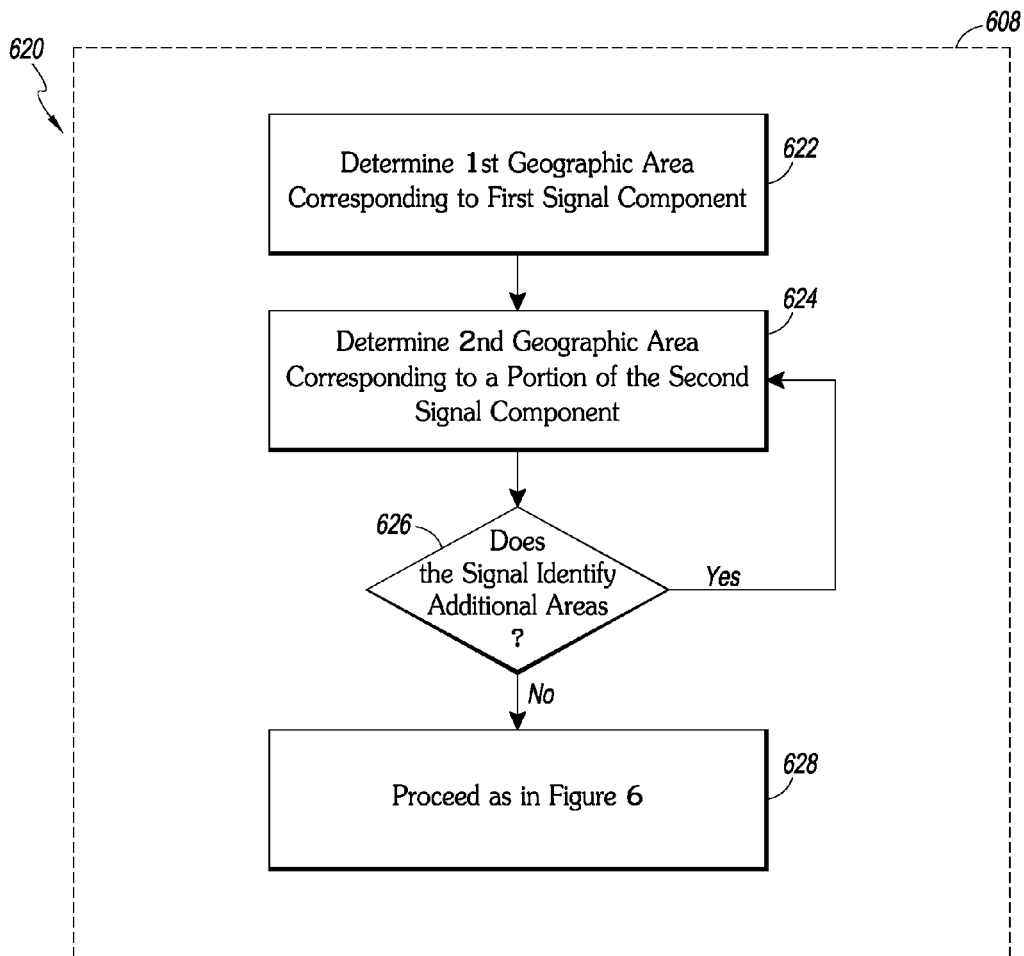 620
608
Determine 1st Geographic Area
Corresponding to First Signal Component
622
Determine 2nd Geographic Area
Corresponding to a Portion of the Second
Signal Component
624
626
Does
the Signal Identify
Additional Areas
?
Yes
No
Proceed as in Figure 6
628